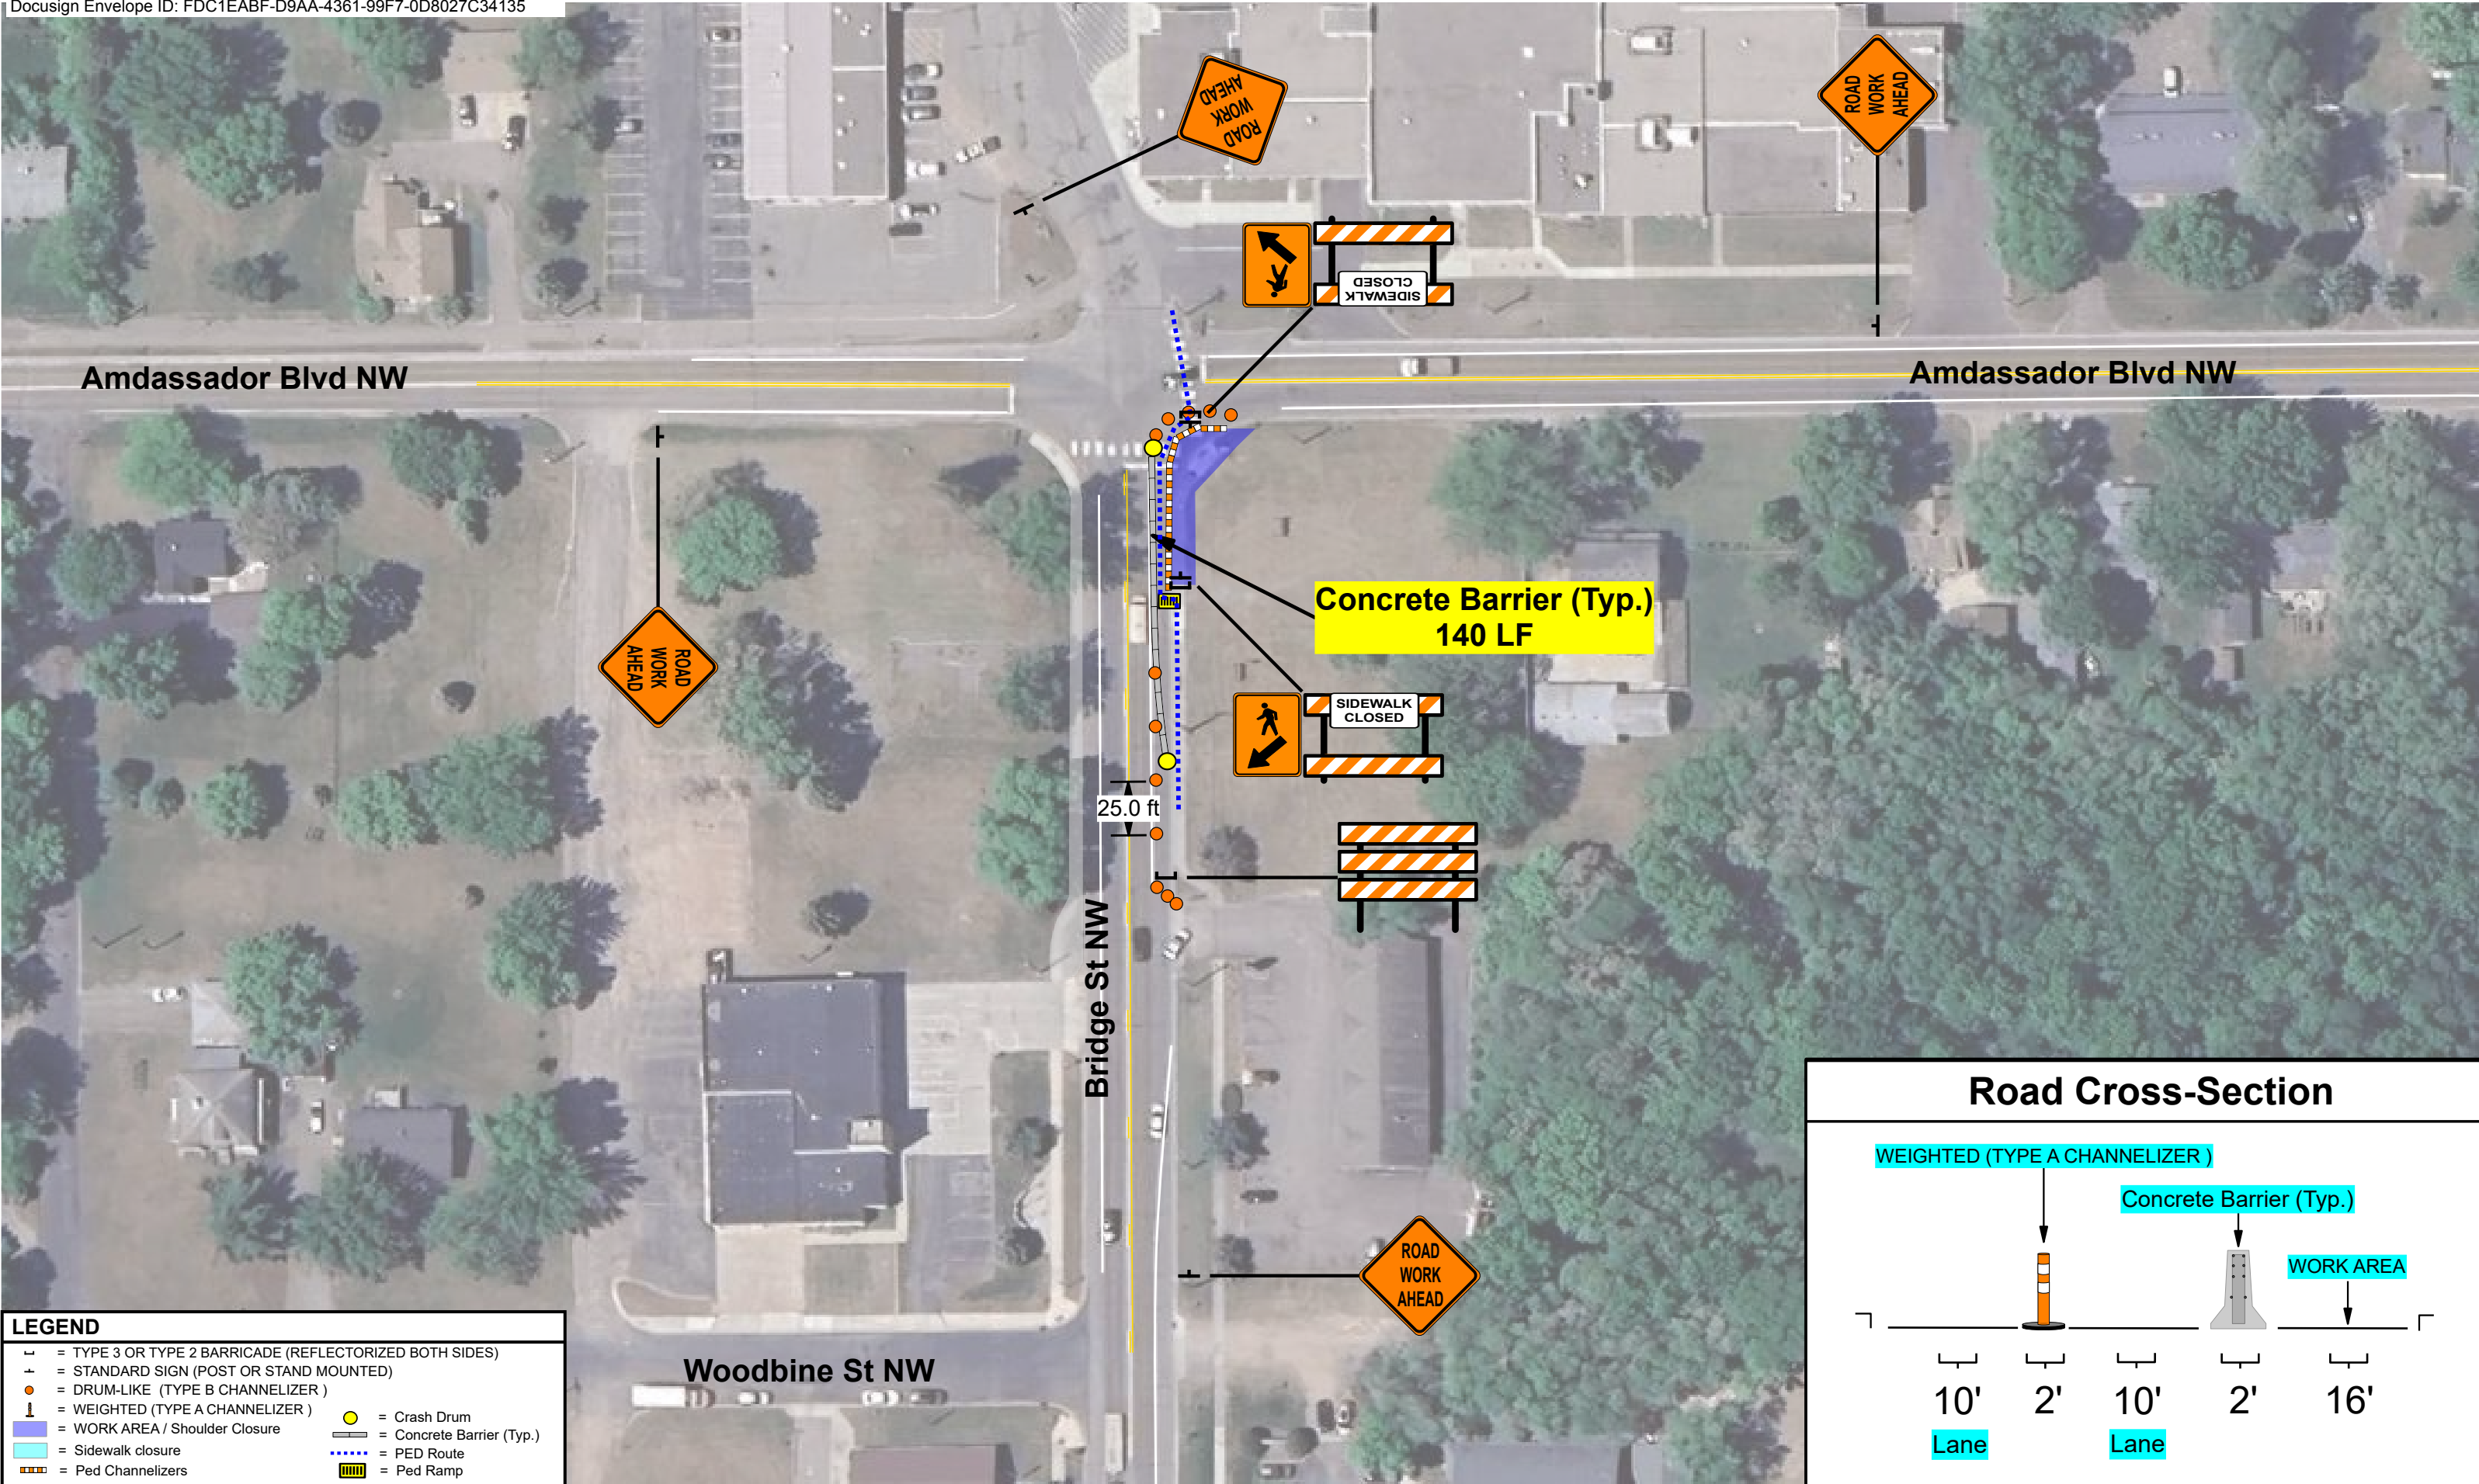 Docusign Envelope ID: FDC1EABF-D9AA-4361-99F7-0D8027C34135
ROAD
WORK
AHEAD
ROAD
WORK
AHEAD
SIDEWALK
CLOSED
Amdassador Blvd NW
Amdassador Blvd NW
Concrete Barrier (Typ.)
140 LF
ROAD
WORK
AHEAD
SIDEWALK
CLOSED
25.0 ft
Bridge St NW
ROAD
WORK
AHEAD
Woodbine St NW
LEGEND
= TYPE 3 OR TYPE 2 BARRICADE (REFLECTORIZED BOTH SIDES)
= STANDARD SIGN (POST OR STAND MOUNTED)
= DRUM-LIKE (TYPE B CHANNELIZER )
= WEIGHTED (TYPE A CHANNELIZER )
= WORK AREA / Shoulder Closure
= Sidewalk closure
= Ped Channelizers
= Crash Drum
= Concrete Barrier (Typ.)
= PED Route
= Ped Ramp
Road Cross-Section
WEIGHTED (TYPE A CHANNELIZER )
Concrete Barrier (Typ.)
WORK AREA
10' 2' 10' 2' 16'
Lane Lane